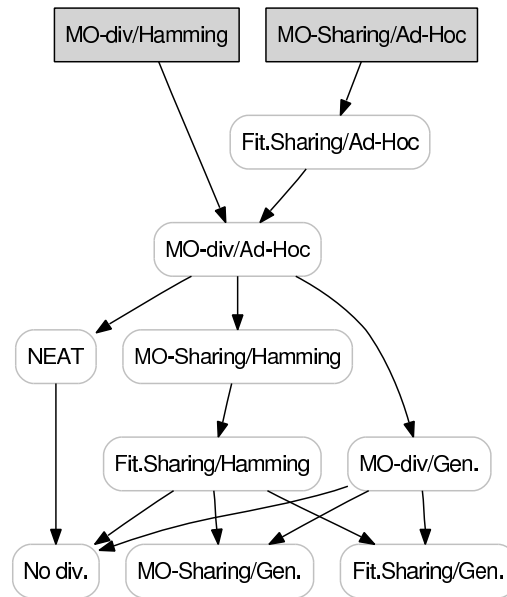 MO-div/Hamming
MO-Sharing/Ad-Hoc
Fit.Sharing/Ad-Hoc
MO-div/Ad-Hoc
NEAT
MO-Sharing/Hamming
Fit.Sharing/Hamming
MO-div/Gen.
No div.
MO-Sharing/Gen.
Fit.Sharing/Gen.